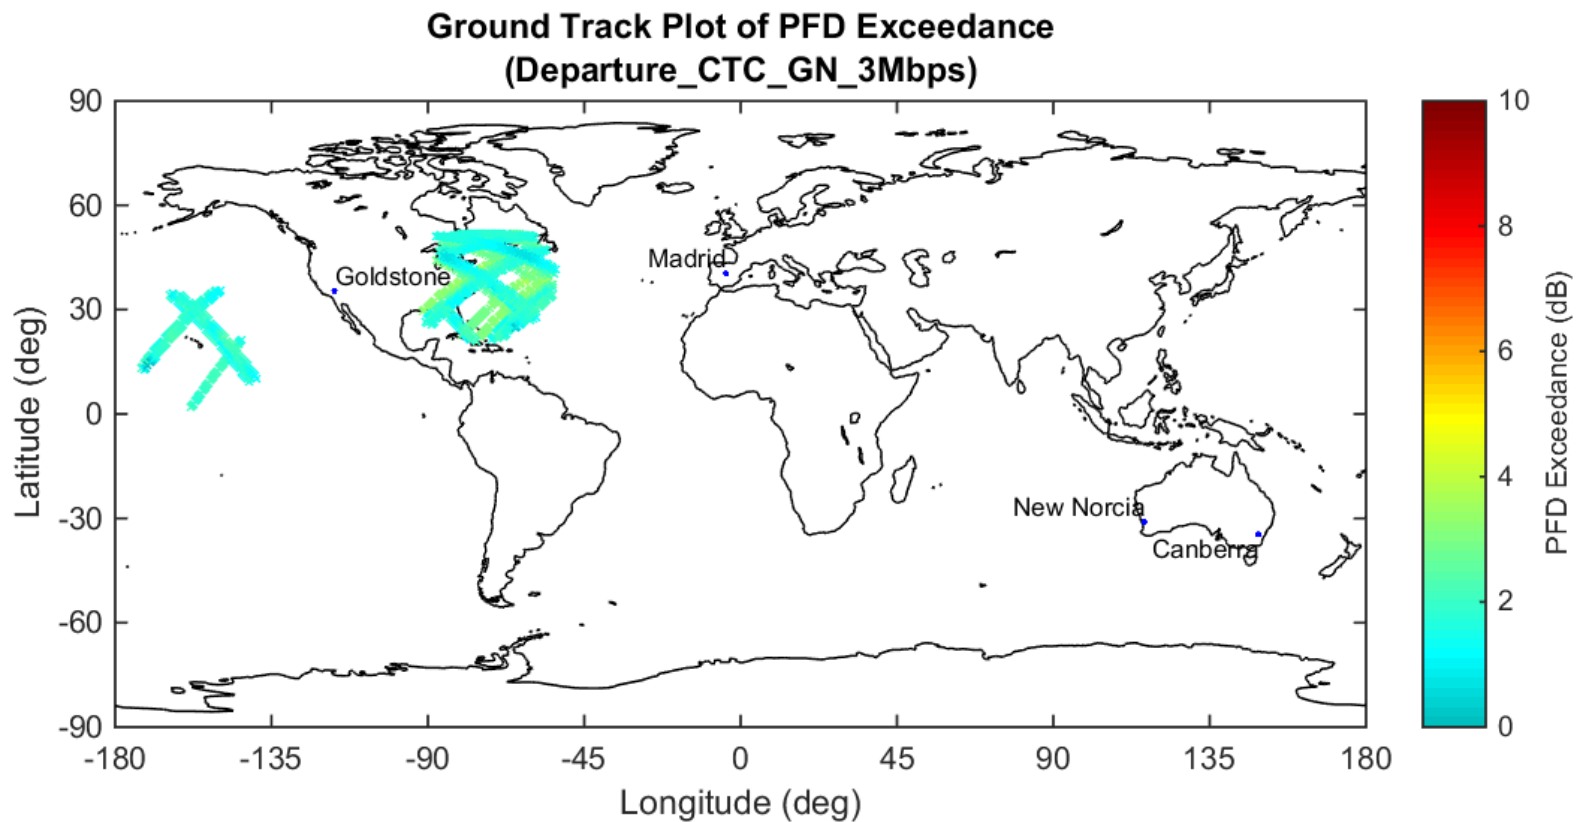 Ground Track Plot of PFD Exceedance
(Departure_CTC_GN_3Mbps)
90
60
30
0
-30
-60
-90
Latitude (deg)
-180
-135
-90
-45
0
45
90
135
180
Longitude (deg)
Goldstone
Madrid
New Norcia
Canberra
10
8
6
4
2
0
PFD Exceedance (dB)